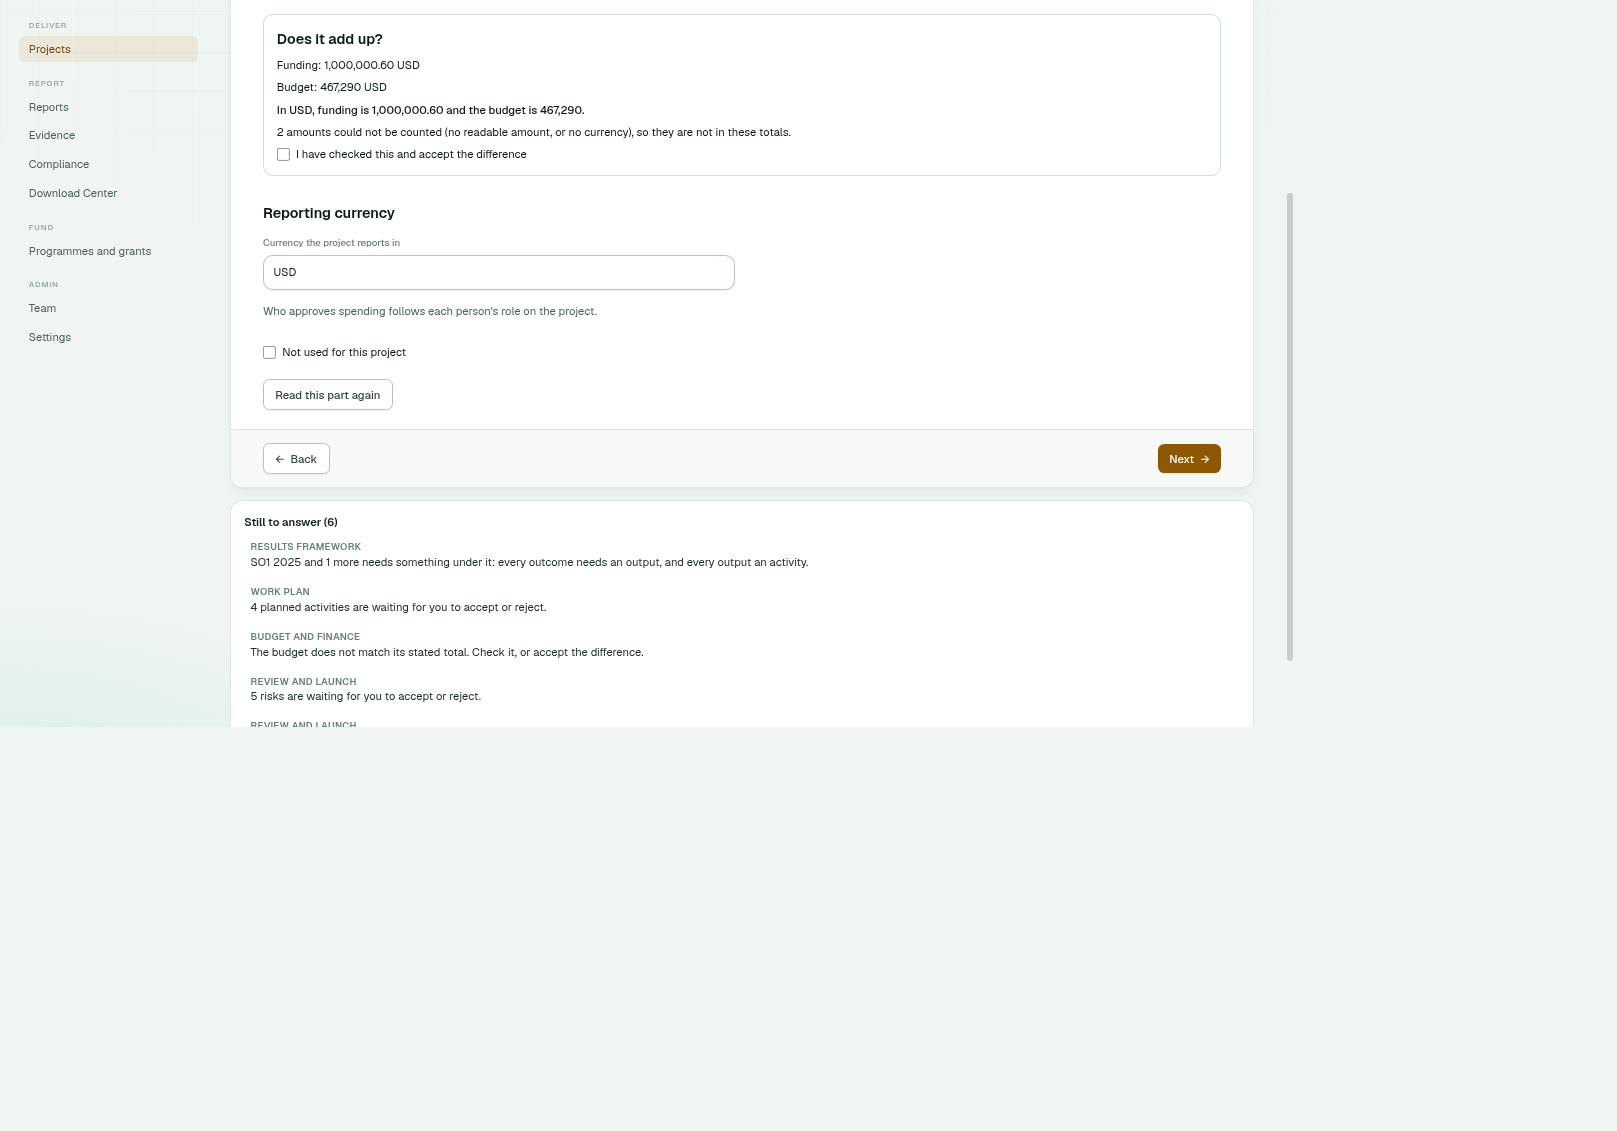 DELIVER
Projects
REPORT
Reports
Evidence
Compliance
Download Center
FUND
Programmes and grants
ADMIN
Team
Settings
Does it add up?
Funding: 1,000,000.60 USD
Budget: 467,290 USD
In USD, funding is 1,000,000.60 and the budget is 467,290.
2 amounts could not be counted (no readable amount, or no currency), so they are not in these totals.
I have checked this and accept the difference
Reporting currency
Currency the project reports in
USD
Who approves spending follows each person's role on the project.
Not used for this project
Read this part again
← Back
Next →
Still to answer (6)
RESULTS FRAMEWORK
SO1 2025 and 1 more needs something under it: every outcome needs an output, and every output an activity.
WORK PLAN
4 planned activities are waiting for you to accept or reject.
BUDGET AND FINANCE
The budget does not match its stated total. Check it, or accept the difference.
REVIEW AND LAUNCH
5 risks are waiting for you to accept or reject.
REVIEW AND LAUNCH